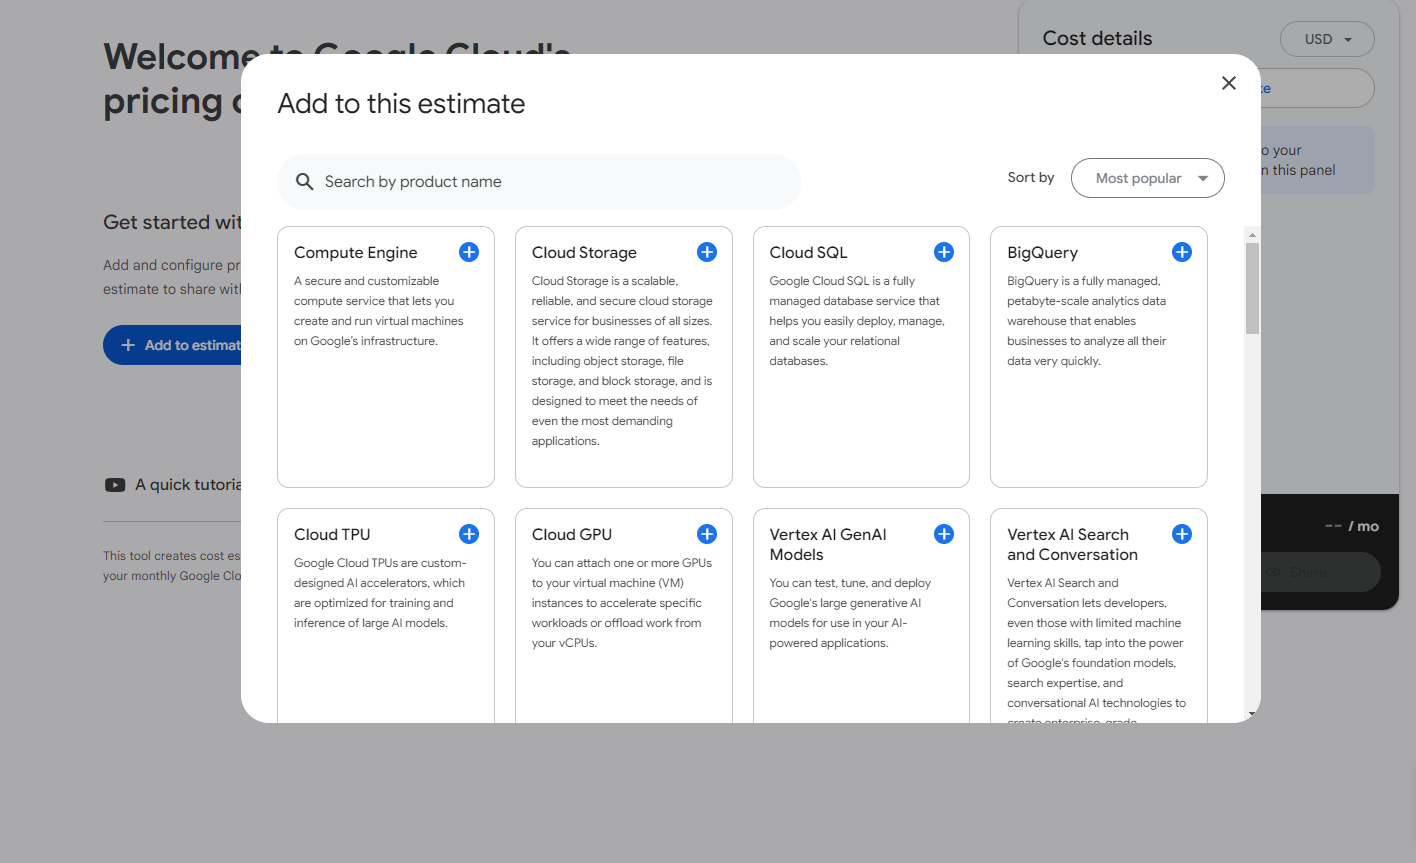 Welcome to Google Cloud's
pricing
Cost details
USD
Add to this estimate
o your
n this panel
Search by product name
Sort by
Most popular
Get started
Add and configure
estimate to share
Add to
Compute Engine
A secure and customizable
compute service that lets you
create and run virtual machines
on Google's infrastructure.
Cloud Storage
Cloud Storage is a scalable,
reliable, and secure cloud storage
service for businesses of all sizes.
It offers a wide range of features,
including object storage, file
storage, and block storage, and is
designed to meet the needs of
even the most demanding
applications.
Cloud SQL
Google Cloud SQL is a fully
managed database service that
helps you easily deploy, manage,
and scale your relational
databases.
BigQuery
BigQuery is a fully managed,
petabyte-scale analytics data
warehouse that enables
businesses to analyze all their
data very quickly.
A quick
This tool creates cost
your monthly Google
Cloud TPU
Google Cloud TPUs are custom-
designed AI accelerators, which
are optimized for training and
inference of large AI models.
Cloud GPU
You can attach one or more GPUs
to your virtual machine (VM)
instances to accelerate specific
workloads or offload work from
your vCPUs.
Vertex AI GenAI
Models
You can test, tune, and deploy
Google's large generative AI
models for use in your AI-
powered applications.
Vertex AI Search
and Conversation
Vertex AI Search and
Conversation lets developers,
even those with limited machine
learning skills, tap into the power
of Google's foundation models,
search expertise, and
conversational AI technologies to
create enterprise-grade
-- / mo
Share